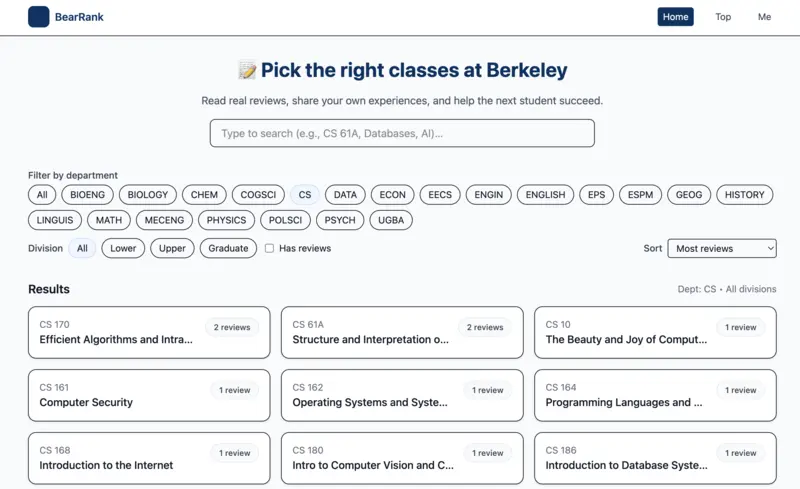 BearRank
Home Top Me
📝 Pick the right classes at Berkeley
Read real reviews, share your own experiences, and help the next student succeed.
Type to search (e.g., CS 61A, Databases, AI)...
Filter by department
All BIOENG BIOLOGY CHEM COGSCI CS DATA ECON EECS ENGIN ENGLISH EPS ESPM GEOG HISTORY
LINGUIS MATH MECENG PHYSICS POLSCI PSYCH UGBA
Division All Lower Upper Graduate Has reviews Sort Most reviews
Results Dept: CS • All divisions
CS 170
Efficient Algorithms and Intra...
2 reviews
CS 61A
Structure and Interpretation o...
2 reviews
CS 10
The Beauty and Joy of Comput...
1 review
CS 161
Computer Security
1 review
CS 162
Operating Systems and Syste...
1 review
CS 164
Programming Languages and ...
1 review
CS 168
Introduction to the Internet
1 review
CS 180
Intro to Computer Vision and C...
1 review
CS 186
Introduction to Database Syste...
1 review